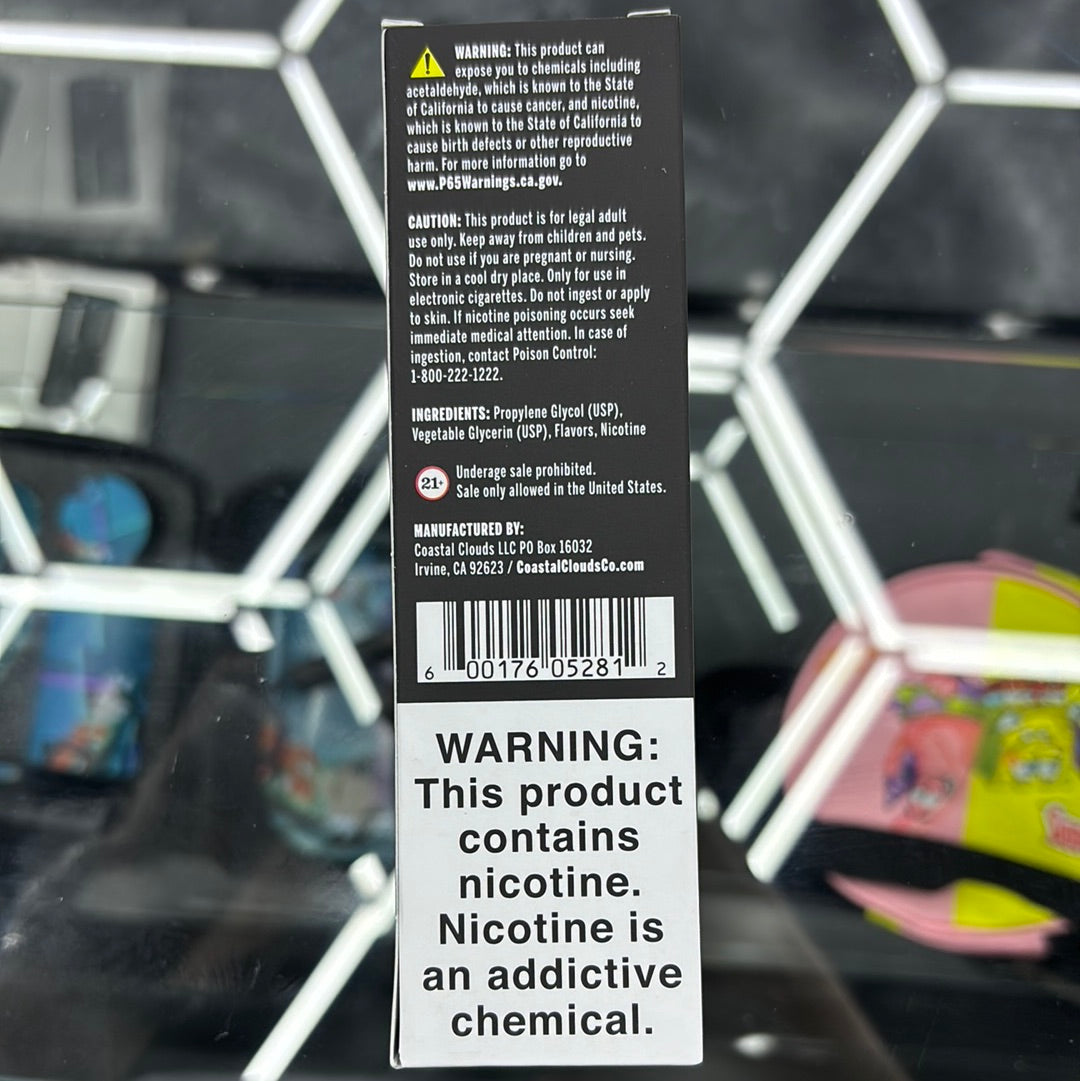 WARNING: This product can
expose you to chemicals including
acetaldehyde, which is known to the State
of California to cause cancer, and nicotine,
which is known to the State of California to
cause birth defects or other reproductive
harm. For more information go to
www.P65Warnings.ca.gov.
CAUTION: This product is for legal adult
use only. Keep away from children and pets.
Do not use if you are pregnant or nursing.
Store in a cool dry place. Only for use in
electronic cigarettes. Do not ingest or apply
to skin. If nicotine poisoning occurs seek
immediate medical attention. In case of
ingestion, contact Poison Control:
1-800-222-1222.
INGREDIENTS: Propylene Glycol (USP),
Vegetable Glycerin (USP), Flavors, Nicotine
21+
Underage sale prohibited.
Sale only allowed in the United States.
MANUFACTURED BY:
Coastal Clouds LLC PO Box 16032
Irvine, CA 92623 / CoastalCloudsCo.com
6 00176 05281 2
WARNING:
This product
contains
nicotine.
Nicotine is
an addictive
chemical.